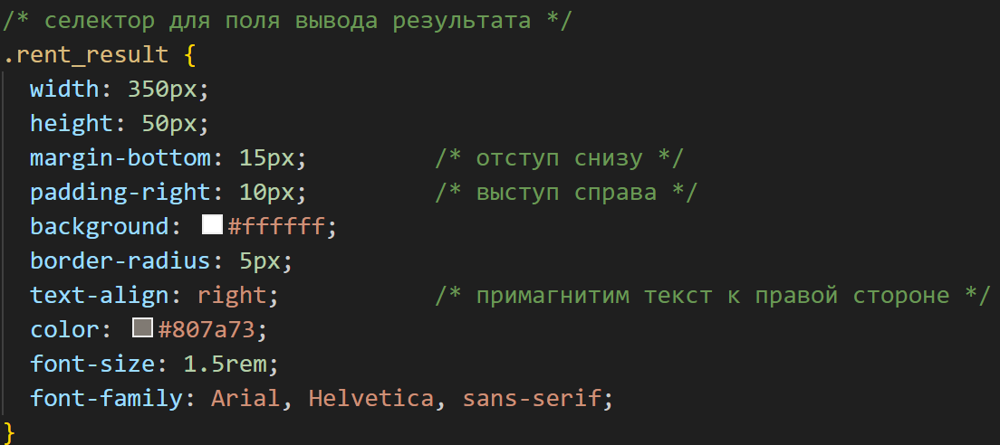 /* селектор для поля вывода результата */
.rent_result {
width: 350px;
height: 50px;
margin-bottom: 15px; /* отступ снизу */
padding-right: 10px; /* выступ справа */
background: #ffffff;
border-radius: 5px;
text-align: right; /* примагнитим текст к правой стороне */
color: #807a73;
font-size: 1.5rem;
font-family: Arial, Helvetica, sans-serif;
}